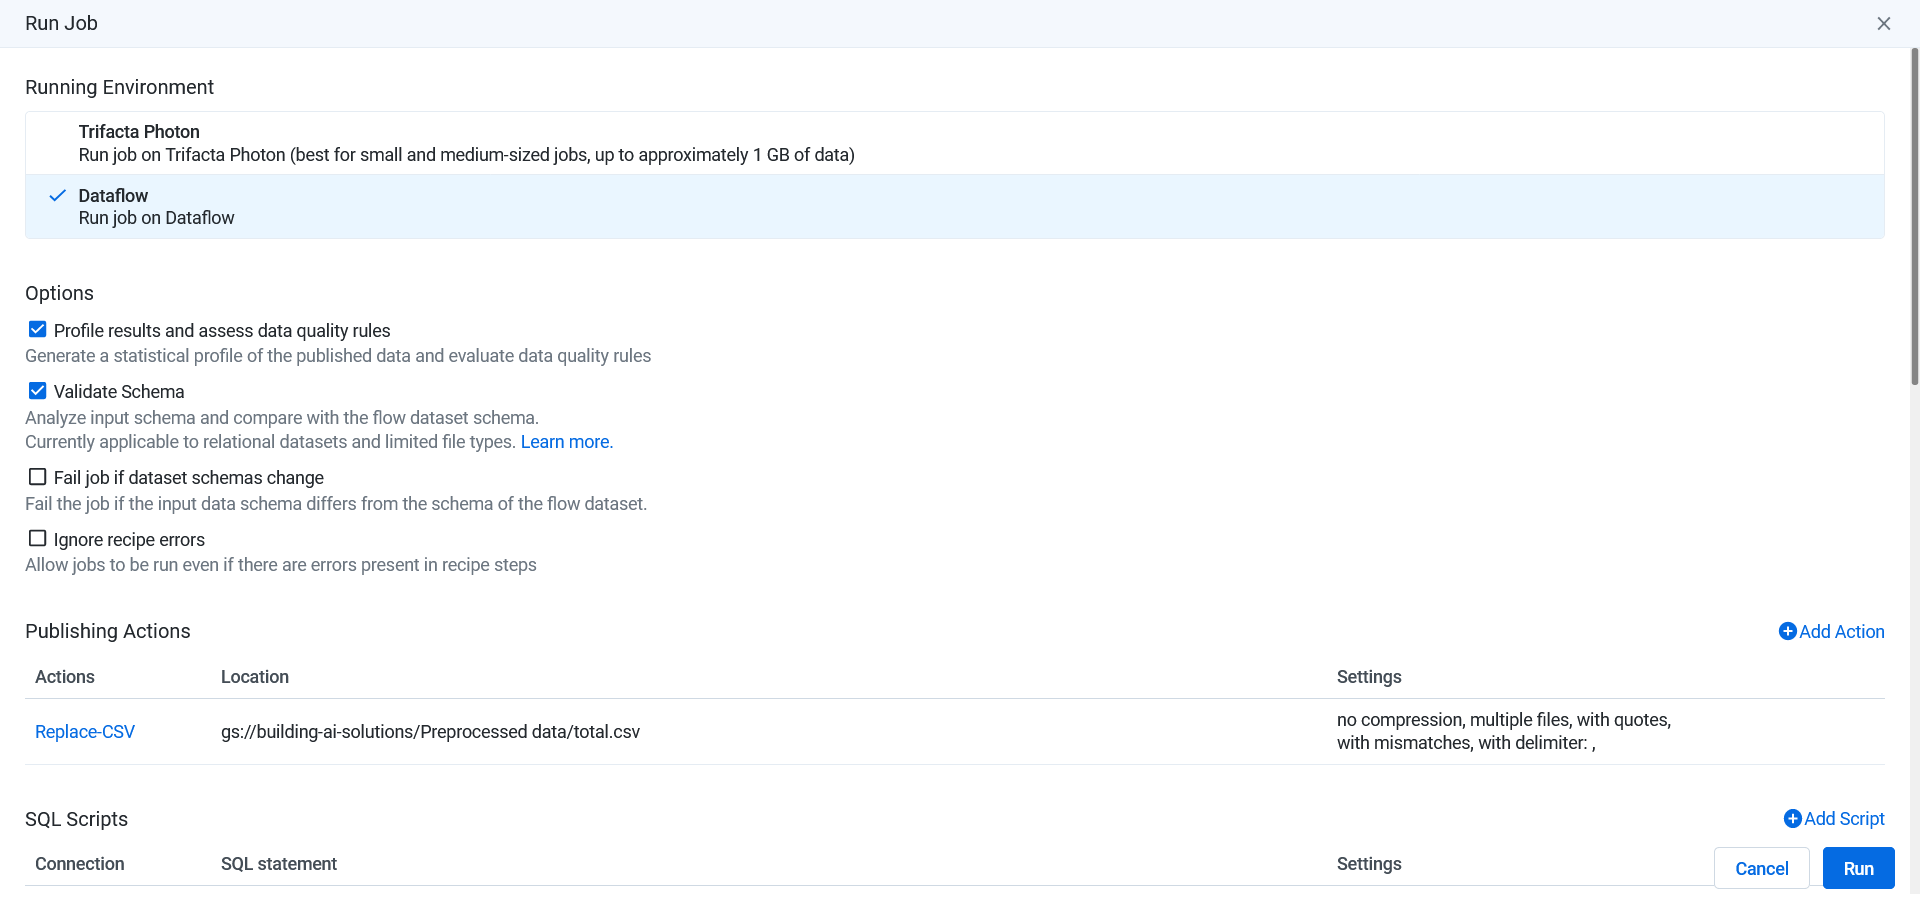 Run Job
Running Environment
Trifacta Photon
Run job on Trifacta Photon (best for small and medium-sized jobs, up to approximately 1 GB of data)
Dataflow
Run job on Dataflow
Options
Profile results and assess data quality rules
Generate a statistical profile of the published data and evaluate data quality rules
Validate Schema
Analyze input schema and compare with the flow dataset schema.
Currently applicable to relational datasets and limited file types. Learn more.
Fail job if dataset schemas change
Fail the job if the input data schema differs from the schema of the flow dataset.
Ignore recipe errors
Allow jobs to be run even if there are errors present in recipe steps
Publishing Actions
Add Action
Actions Location Settings
Replace-CSV gs://building-ai-solutions/Preprocessed data/total.csv no compression, multiple files, with quotes,
with mismatches, with delimiter: ,
SQL Scripts
Add Script
Connection SQL statement Settings
Cancel Run